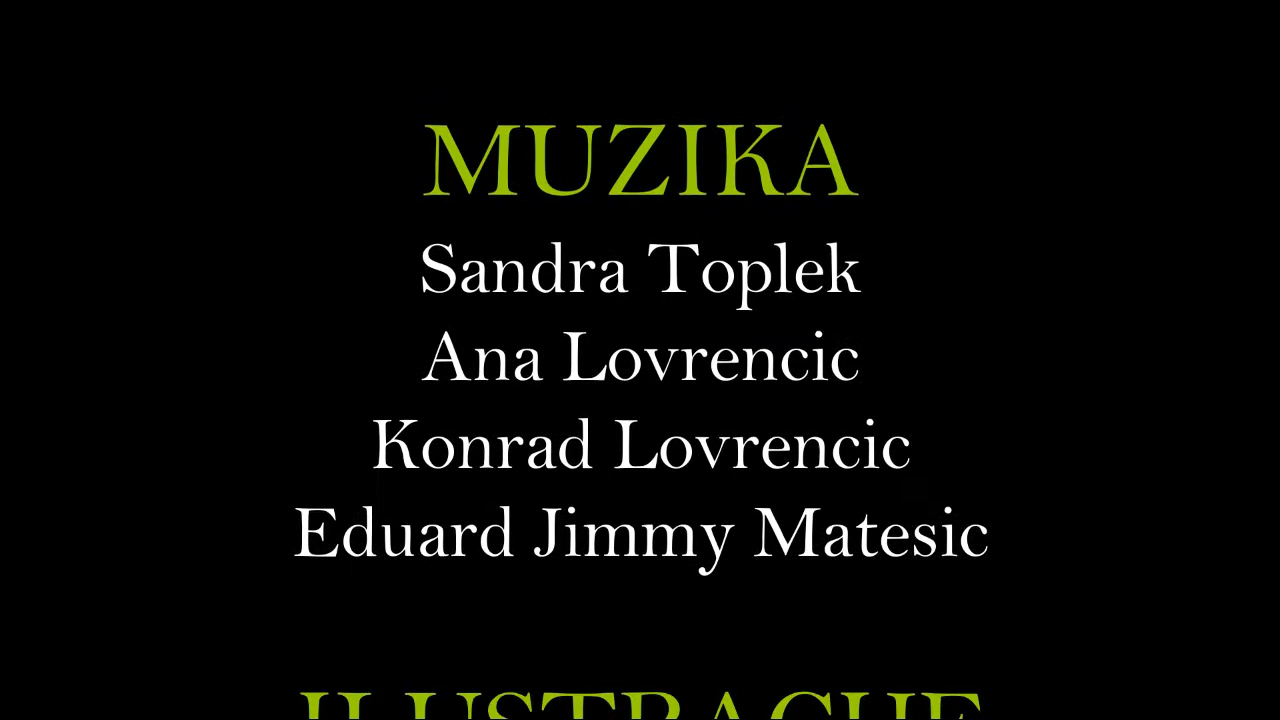 MUZIKA
Sandra Toplek
Ana Lovrencic
Konrad Lovrencic
Eduard Jimmy Matesic